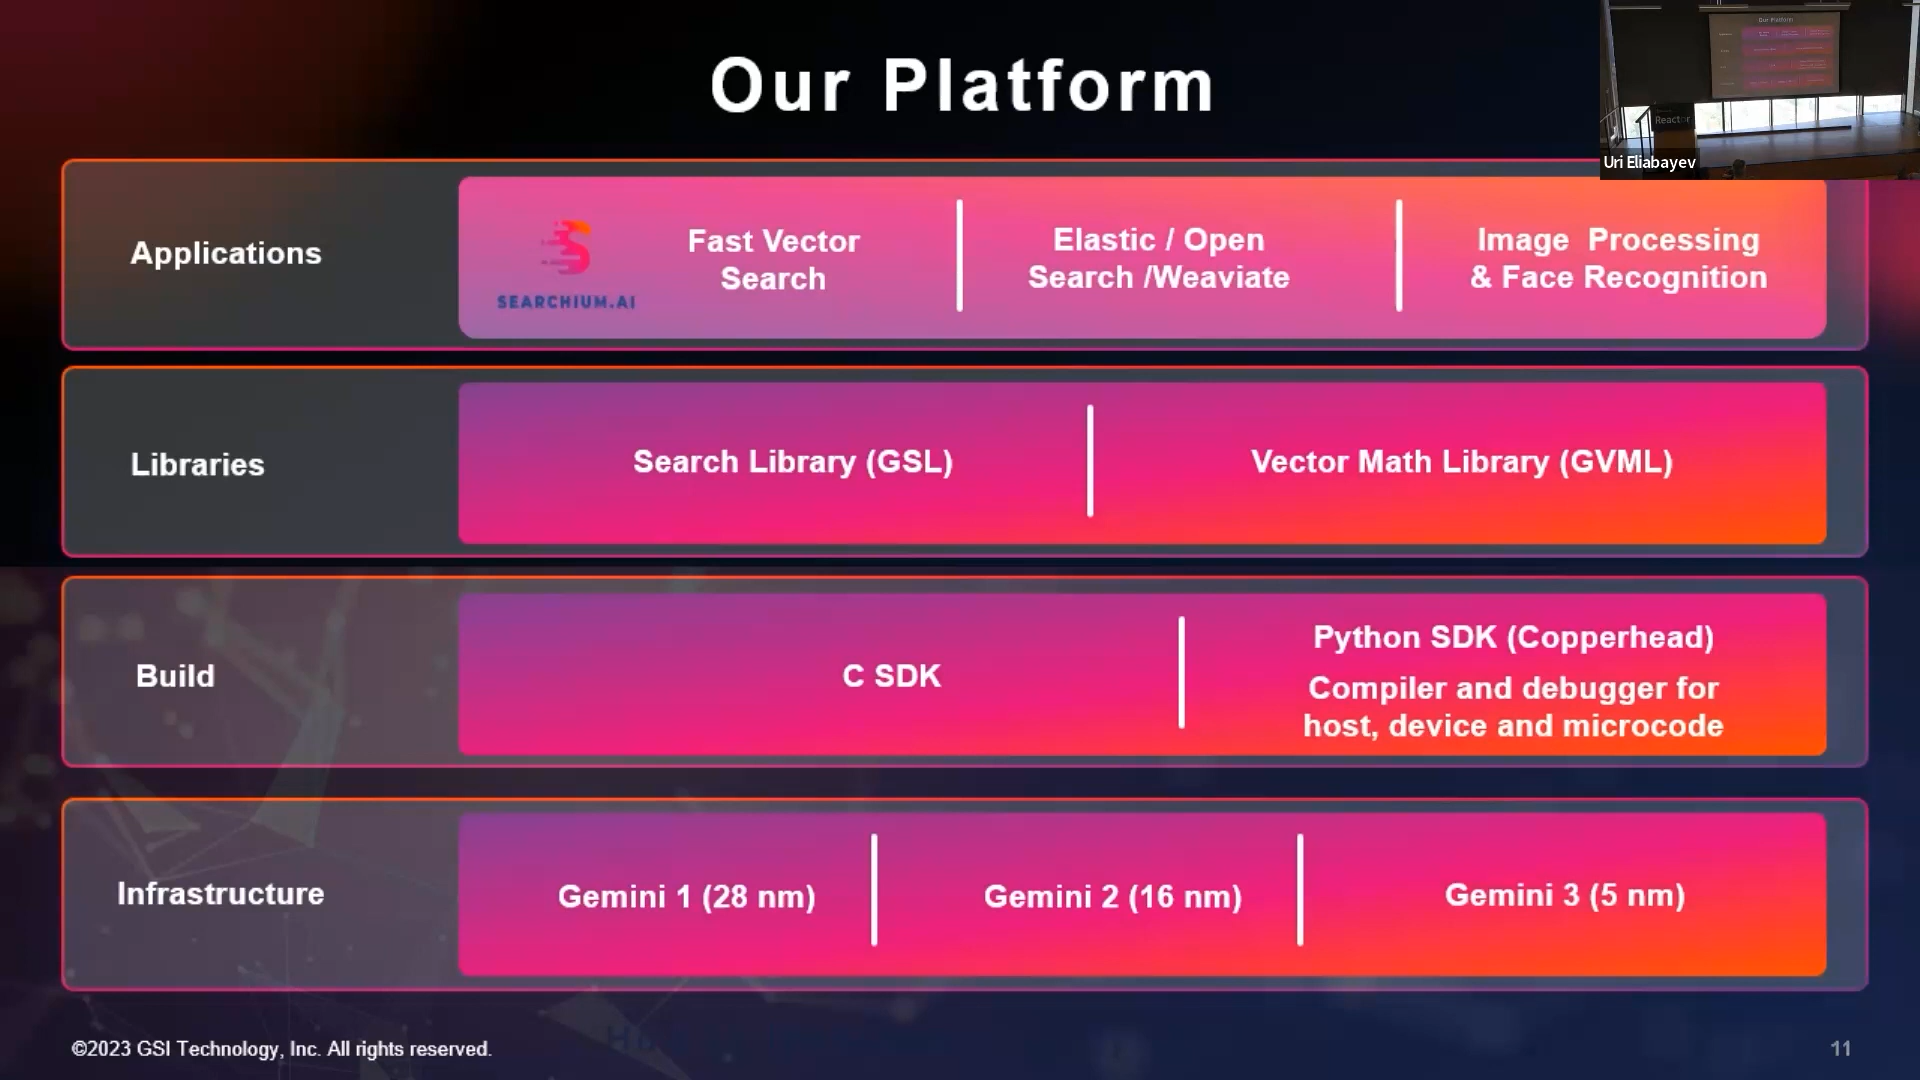 Our Platform
Our Platform
Reactor
Uri Eliabayev
Applications
SEARCHIUM.AI
Fast Vector
Search
Elastic / Open
Search /Weaviate
Image Processing
& Face Recognition
Libraries
Search Library (GSL)
Vector Math Library (GVML)
Build
C SDK
Python SDK (Copperhead)
Compiler and debugger for
host, device and microcode
Infrastructure
Gemini 1 (28 nm)
Gemini 2 (16 nm)
Gemini 3 (5 nm)
©2023 GSI Technology, Inc. All rights reserved.
11